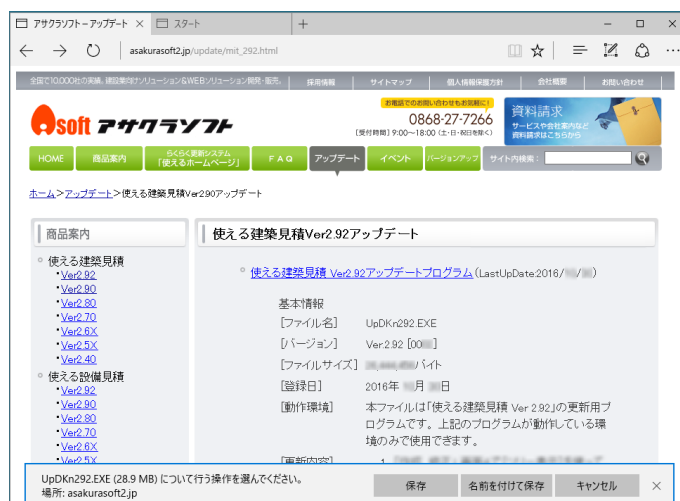 アサクラソフト－アップデート
スタート
asakurasoft2.jp/update/mit_292.html
全国で10,000社の実績。建設業向けソリューション&WEBソリューション開発・販売。
採用情報
サイトマップ
個人情報保護方針
会社概要
お問い合わせ
お電話でのお問い合わせもお気軽に!
0868-27-7266
[受付時間] 9:00～18:00 (土・日・祝日を除く)
資料請求
サービスや会社案内など
資料請求はこちらから
Asoft アサクラソフト
HOME
商品案内
らくらく更新システム
「使えるホームページ」
FAQ
アップデート
イベント
バージョンアップ
サイト内検索：
ホーム＞アップデート＞使える建築見積Ver2.90アップデート
商品案内
使える建築見積
・Ver2.92
・Ver2.90
・Ver2.80
・Ver2.70
・Ver2.6X
・Ver2.5X
・Ver2.40
使える設備見積
・Ver2.92
・Ver2.90
・Ver2.80
・Ver2.70
・Ver2.6X
・Ver2.5X
使える建築見積Ver2.92アップデート
使える建築見積 Ver2.92アップデートプログラム (LastUpDate:2016/ / )
基本情報
[ファイル名] UpDKn292.EXE
[バージョン] Ver.2.92 [00 ]
[ファイルサイズ] バイト
[登録日] 2016年 月 日
[動作環境] 本ファイルは「使える建築見積 Ver 2.92」の更新用プ
ログラムです。上記のプログラムが動作している環
境のみで使用できます。
[更新内容] 1.
UpDKn292.EXE (28.9 MB) について行う操作を選んでください。
場所: asakurasoft2.jp
保存
名前を付けて保存
キャンセル